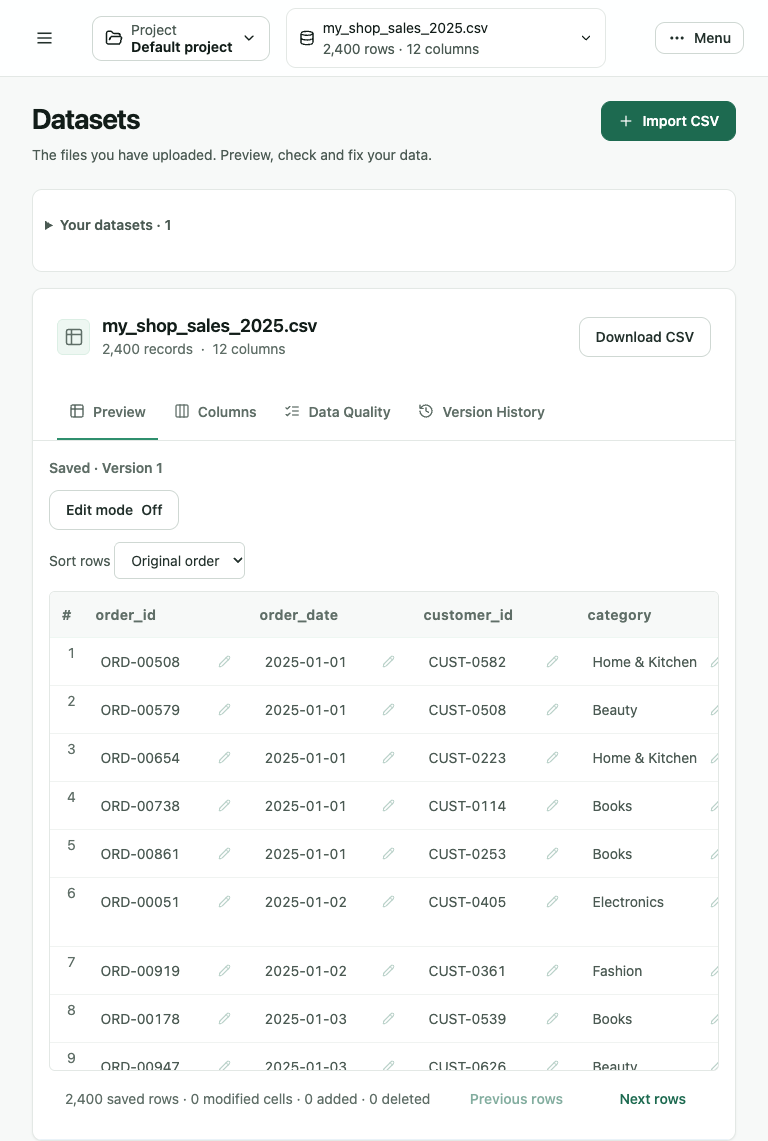 Project
Default project
my_shop_sales_2025.csv
2,400 rows · 12 columns
Menu
Datasets
Import CSV
The files you have uploaded. Preview, check and fix your data.
Your datasets · 1
my_shop_sales_2025.csv
2,400 records · 12 columns
Download CSV
Preview Columns Data Quality Version History
Saved · Version 1
Edit mode Off
Sort rows Original order
# order_id order_date customer_id category
1 ORD-00508 2025-01-01 CUST-0582 Home & Kitchen
2 ORD-00579 2025-01-01 CUST-0508 Beauty
3 ORD-00654 2025-01-01 CUST-0223 Home & Kitchen
4 ORD-00738 2025-01-01 CUST-0114 Books
5 ORD-00861 2025-01-01 CUST-0253 Books
6 ORD-00051 2025-01-02 CUST-0405 Electronics
7 ORD-00919 2025-01-02 CUST-0361 Fashion
8 ORD-00178 2025-01-03 CUST-0539 Books
9 ORD-00947 2025-01-03 CUST-0626 Beauty
2,400 saved rows · 0 modified cells · 0 added · 0 deleted Previous rows Next rows